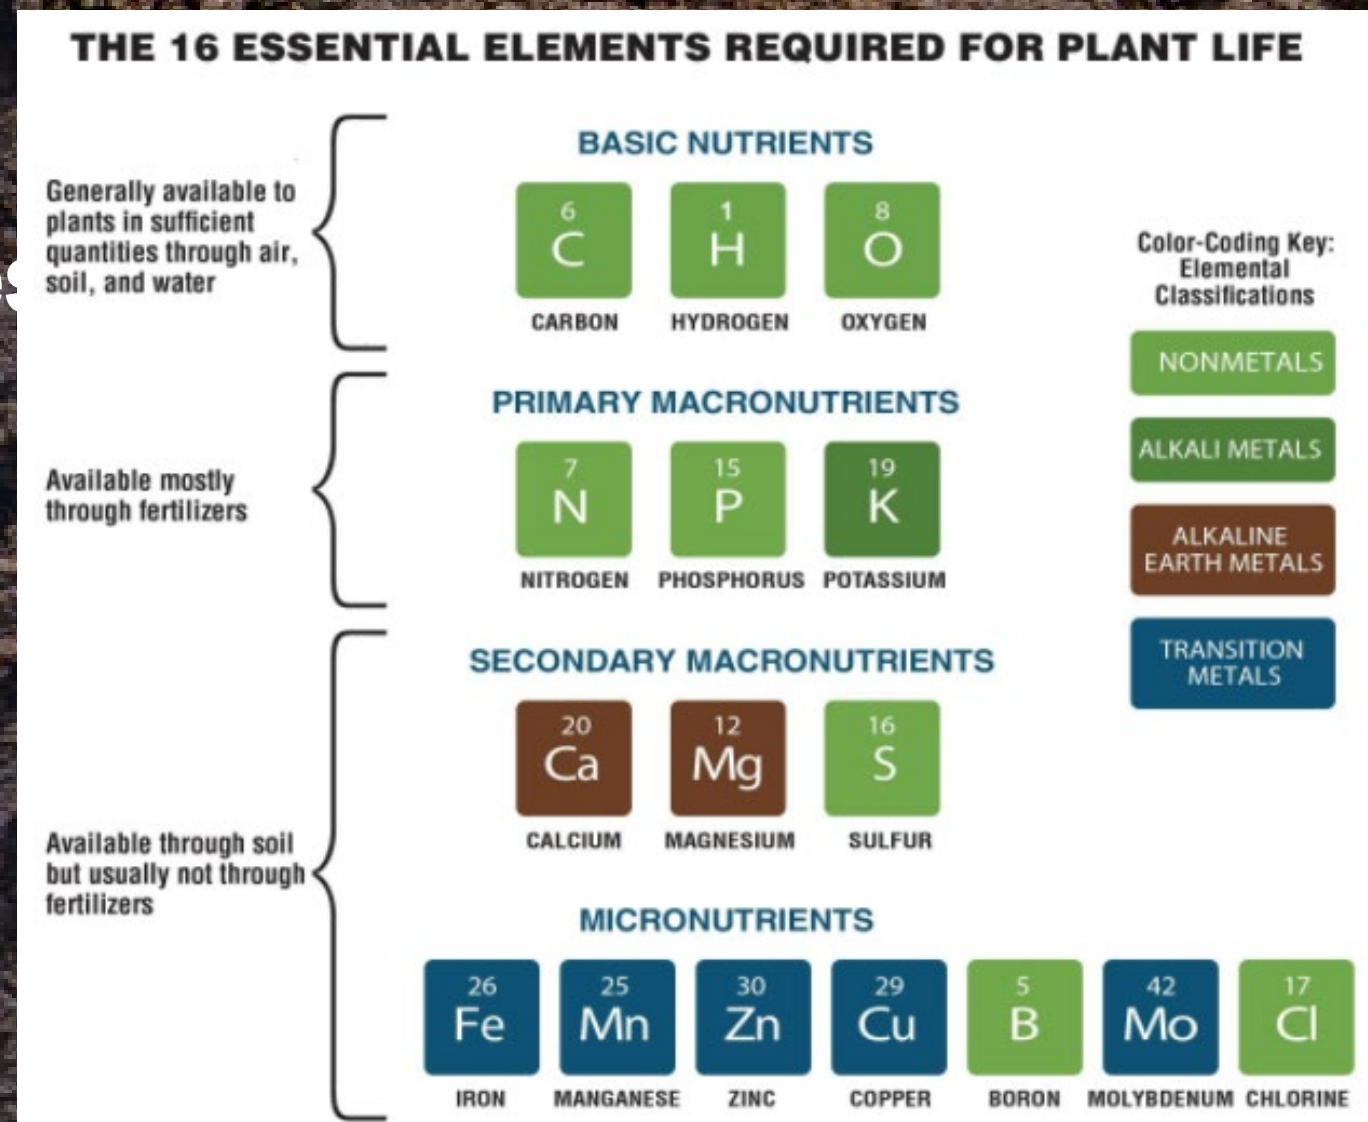 THE 16 ESSENTIAL ELEMENTS REQUIRED FOR PLANT LIFE
BASIC NUTRIENTS
Generally available to
plants in sufficient
quantities through air,
soil, and water
6
C
CARBON
1
H
HYDROGEN
8
O
OXYGEN
Color-Coding Key:
Elemental
Classifications
NONMETALS
ALKALI METALS
ALKALINE
EARTH METALS
TRANSITION
METALS
PRIMARY MACRONUTRIENTS
Available mostly
through fertilizers
7
N
NITROGEN
15
P
PHOSPHORUS
19
K
POTASSIUM
SECONDARY MACRONUTRIENTS
20
Ca
CALCIUM
12
Mg
MAGNESIUM
16
S
SULFUR
Available through soil
but usually not through
fertilizers
MICRONUTRIENTS
26
Fe
IRON
25
Mn
MANGANESE
30
Zn
ZINC
29
Cu
COPPER
5
B
BORON
42
Mo
MOLYBDENUM
17
Cl
CHLORINE